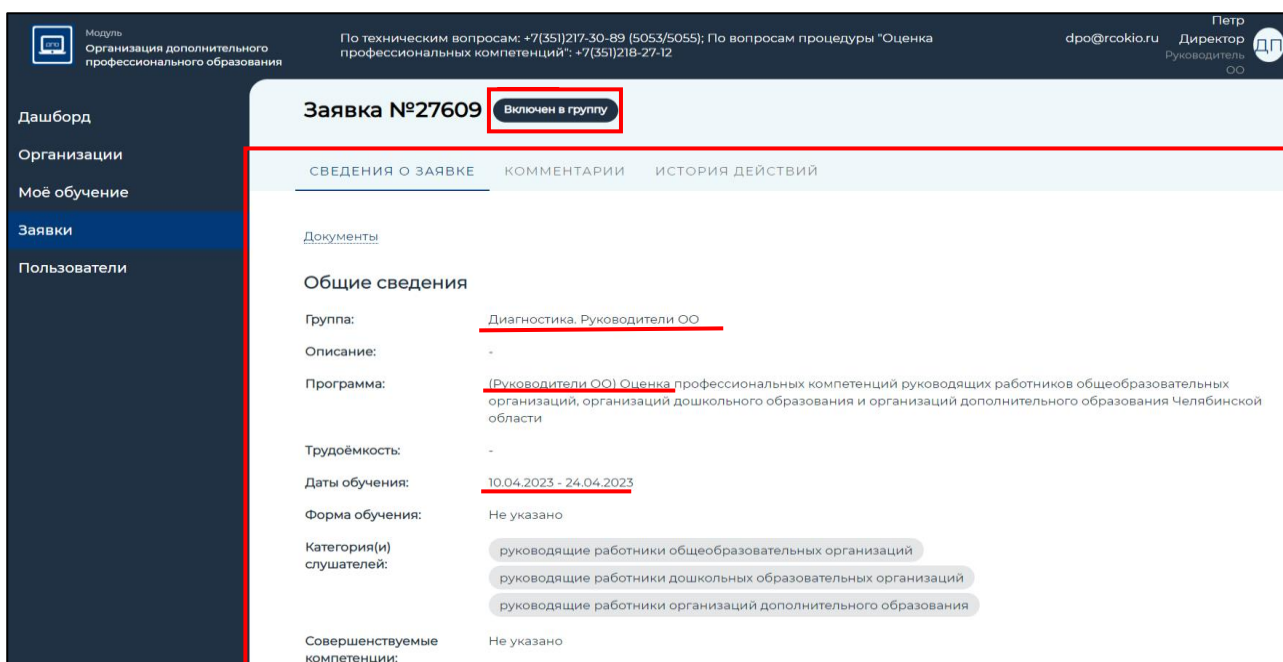 Модуль
Организация дополнительного
профессионального образования
По техническим вопросам: +7(351)217-30-89 (5053/5055); По вопросам процедуры "Оценка
профессиональных компетенций": +7(351)218-27-12
dpo@rcokio.ru
Петр
Директор
Руководитель
ОО
ДП
Дашборд
Организации
Моё обучение
Заявки
Пользователи
Заявка №27609 Включен в группу
СВЕДЕНИЯ О ЗАЯВКЕ КОММЕНТАРИИ ИСТОРИЯ ДЕЙСТВИЙ
Документы
Общие сведения
Группа: Диагностика. Руководители ОО
Описание: -
Программа: (Руководители ОО) Оценка профессиональных компетенций руководящих работников общеобразовательных
организаций, организаций дошкольного образования и организаций дополнительного образования Челябинской
области
Трудоёмкость: -
Даты обучения: 10.04.2023 - 24.04.2023
Форма обучения: Не указано
Категория(и)
слушателей:
руководящие работники общеобразовательных организаций
руководящие работники дошкольных образовательных организаций
руководящие работники организаций дополнительного образования
Совершенствуемые
компетенции:
Не указано